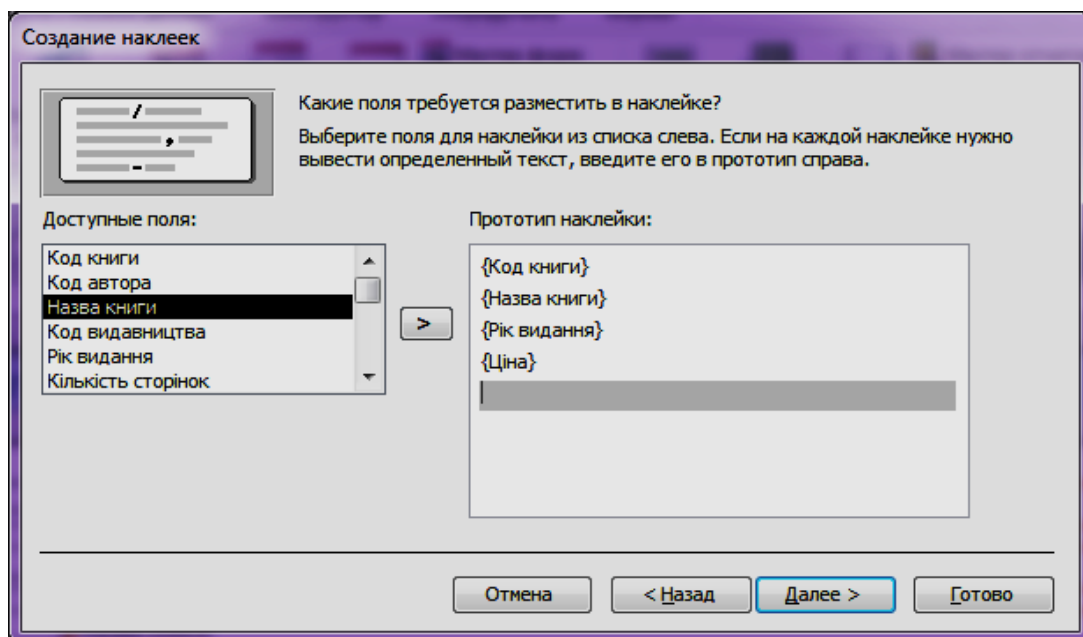 Создание наклеек
Какие поля требуется разместить в наклейке?
Выберите поля для наклейки из списка слева. Если на каждой наклейке нужно
вывести определенный текст, введите его в прототип справа.
Доступные поля:
Код книги
Код автора
Назва книги
Код видавництва
Рік видання
Кількість сторінок
>
Прототип наклейки:
{Код книги}
{Назва книги}
{Рік видання}
{Ціна}
Отмена
< Назад
Далее >
Готово